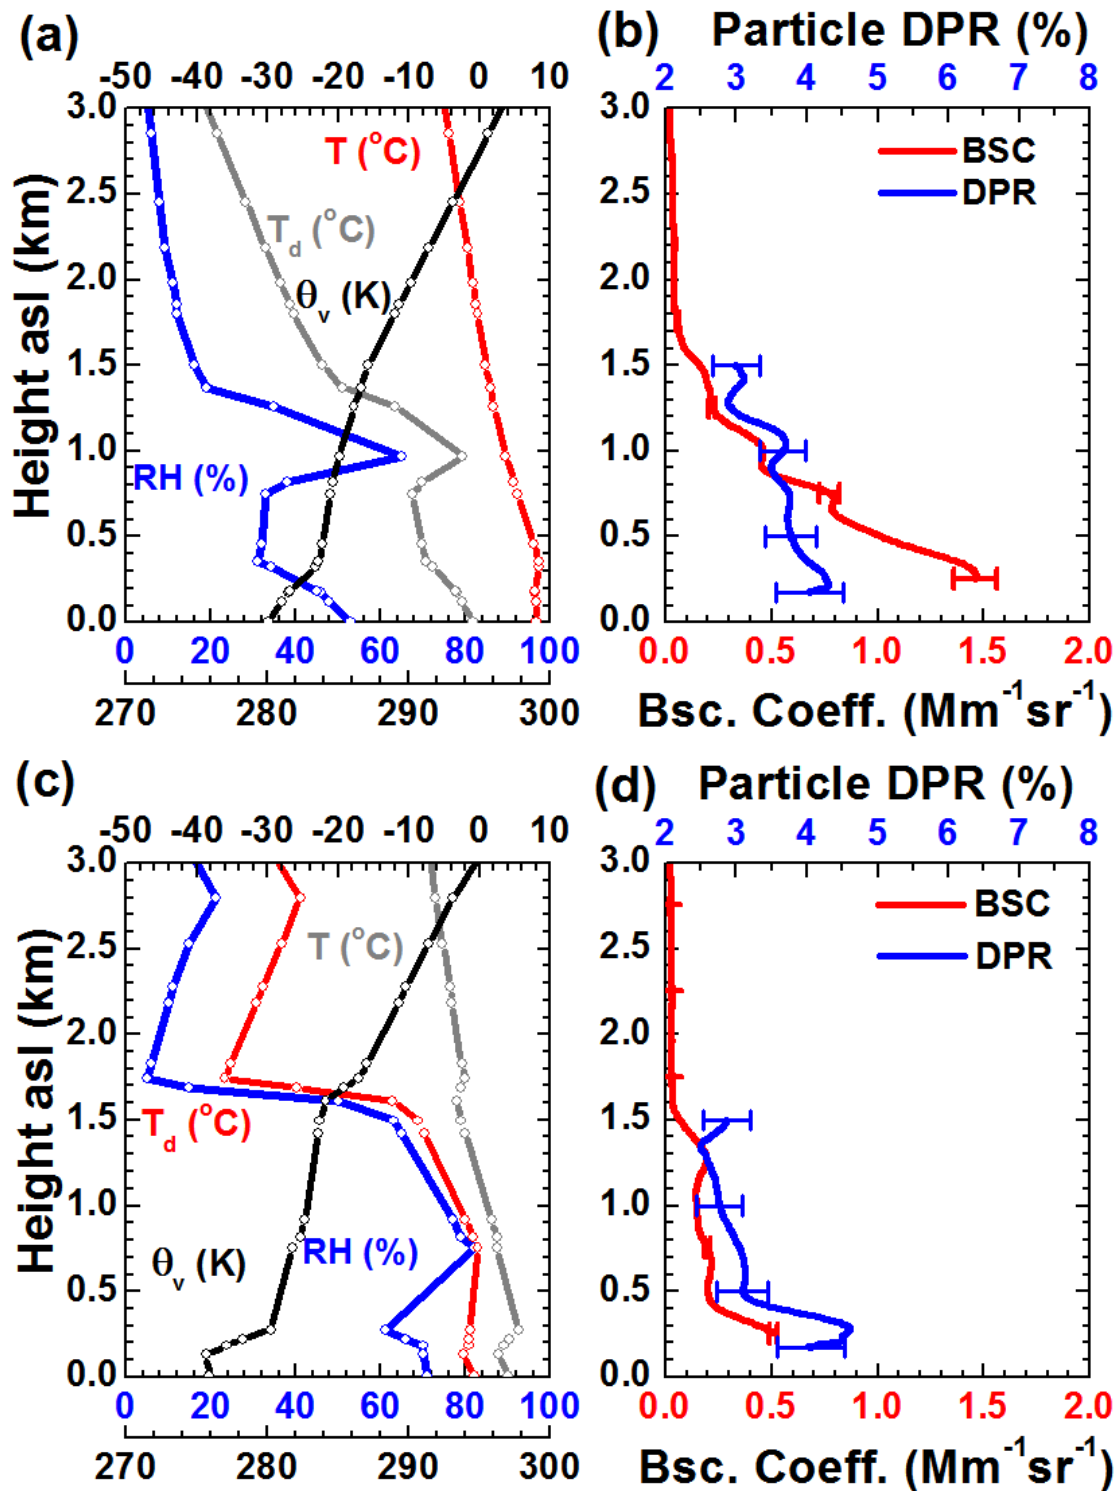 (a)
-50 -40 -30 -20 -10 0 10
3.0
2.5
2.0
1.5
1.0
0.5
0.0
Height asl (km)
T (°C)
T_d (°C)
θ_v (K)
RH (%)
0 20 40 60 80 100
270 280 290 300
(b) Particle DPR (%)
2 3 4 5 6 7 8
3.0
2.5
2.0
1.5
1.0
0.5
0.0
BSC
DPR
0.0 0.5 1.0 1.5 2.0
Bsc. Coeff. (Mm⁻¹sr⁻¹)
(c)
-50 -40 -30 -20 -10 0 10
3.0
2.5
2.0
1.5
1.0
0.5
0.0
Height asl (km)
T (°C)
T_d (°C)
θ_v (K)
RH (%)
0 20 40 60 80 100
270 280 290 300
(d) Particle DPR (%)
2 3 4 5 6 7 8
3.0
2.5
2.0
1.5
1.0
0.5
0.0
BSC
DPR
0.0 0.5 1.0 1.5 2.0
Bsc. Coeff. (Mm⁻¹sr⁻¹)